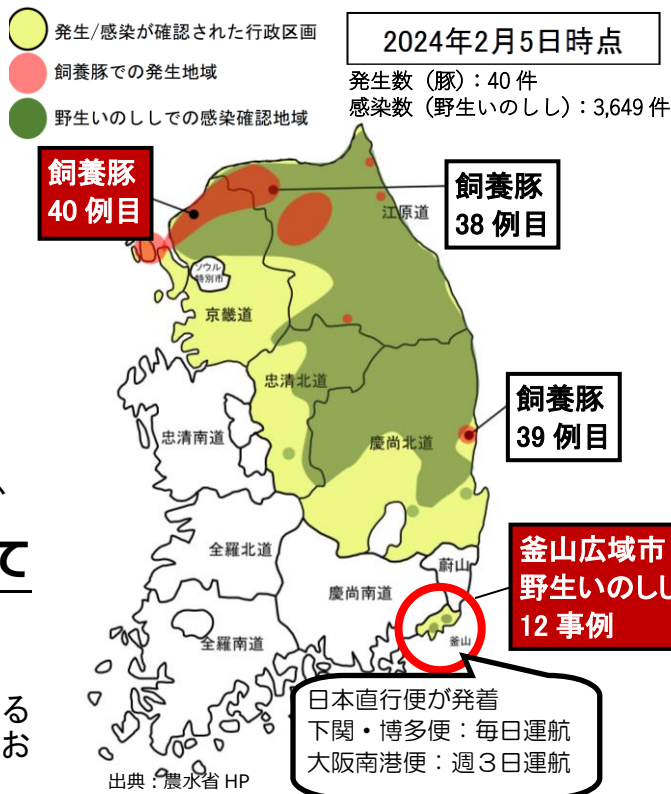 発生/感染が確認された行政区画
飼養豚での発生地域
野生いのししでの感染確認地域
2024年2月5日時点
発生数（豚）：40 件
感染数（野生いのしし）：3,649 件
飼養豚
40 例目
飼養豚
38 例目
江原道
ソウル
特別市
京畿道
忠清北道
飼養豚
39 例目
忠清南道
慶尚北道
、
て
全羅北道
蔚山
釜山広域市
野生いのしし
12 事例
慶尚南道
全羅南道
釜山
る
お
日本直行便が発着
下関・博多便：毎日運航
大阪南港便：週３日運航
出典：農水省 HP